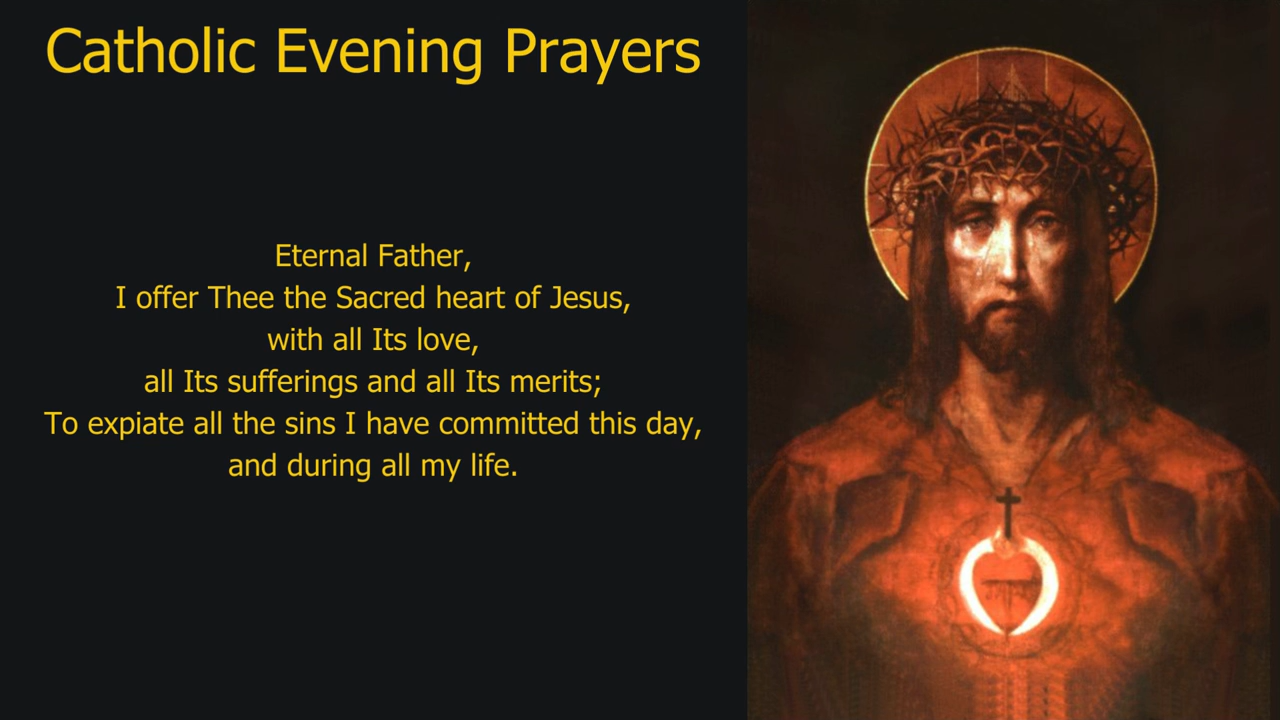 Catholic Evening Prayers
Eternal Father,
I offer Thee the Sacred heart of Jesus,
with all Its love,
all Its sufferings and all Its merits;
To expiate all the sins I have committed this day,
and during all my life.